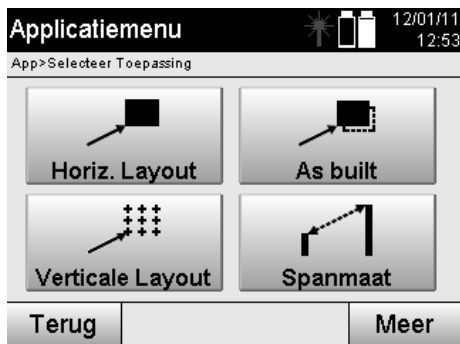 Applicatiemenu
12/01/11
12:53
App>Selecteer Toepassing
Horiz. Layout
As built
Verticale Layout
Spanmaat
Terug
Meer